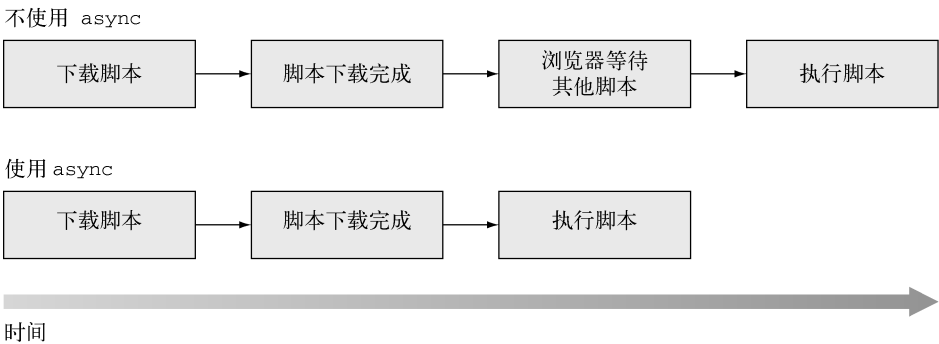 不使用 async
下载脚本
脚本下载完成
浏览器等待
其他脚本
执行脚本
使用 async
下载脚本
脚本下载完成
执行脚本
时间